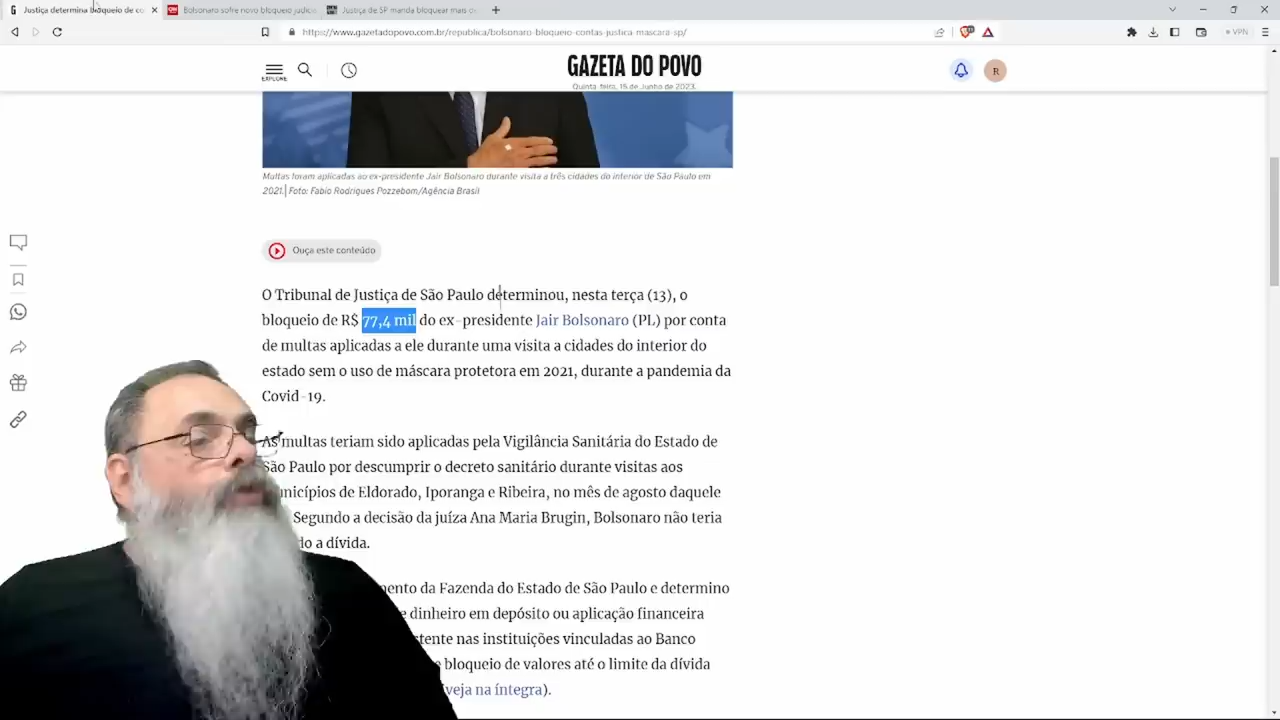 Justiça determina bloqueio de co
Bolsonaro sofre novo bloqueio judicia
Justiça de SP manda bloquear mais d
https://www.gazetadopovo.com.br/republica/bolsonaro-bloqueio-contas-justica-mascara-sp/
VPN
EXPLORE
GAZETA DO POVO
Quinta-feira, 15 de Junho de 2023.
R
Multas foram aplicadas ao ex-presidente Jair Bolsonaro durante visita a três cidades do interior de São Paulo em
2021.| Foto: Fabio Rodrigues Pozzebom/Agência Brasil
Ouça este conteúdo
O Tribunal de Justiça de São Paulo determinou, nesta terça (13), o
bloqueio de R$ 77,4 mil do ex-presidente Jair Bolsonaro (PL) por conta
de multas aplicadas a ele durante uma visita a cidades do interior do
estado sem o uso de máscara protetora em 2021, durante a pandemia da
Covid-19.
As multas teriam sido aplicadas pela Vigilância Sanitária do Estado de
São Paulo por descumprir o decreto sanitário durante visitas aos
nicípios de Eldorado, Iporanga e Ribeira, no mês de agosto daquele
Segundo a decisão da juíza Ana Maria Brugin, Bolsonaro não teria
do a dívida.
mento da Fazenda do Estado de São Paulo e determino
e dinheiro em depósito ou aplicação financeira
tente nas instituições vinculadas ao Banco
e bloqueio de valores até o limite da dívida
(veja na íntegra).